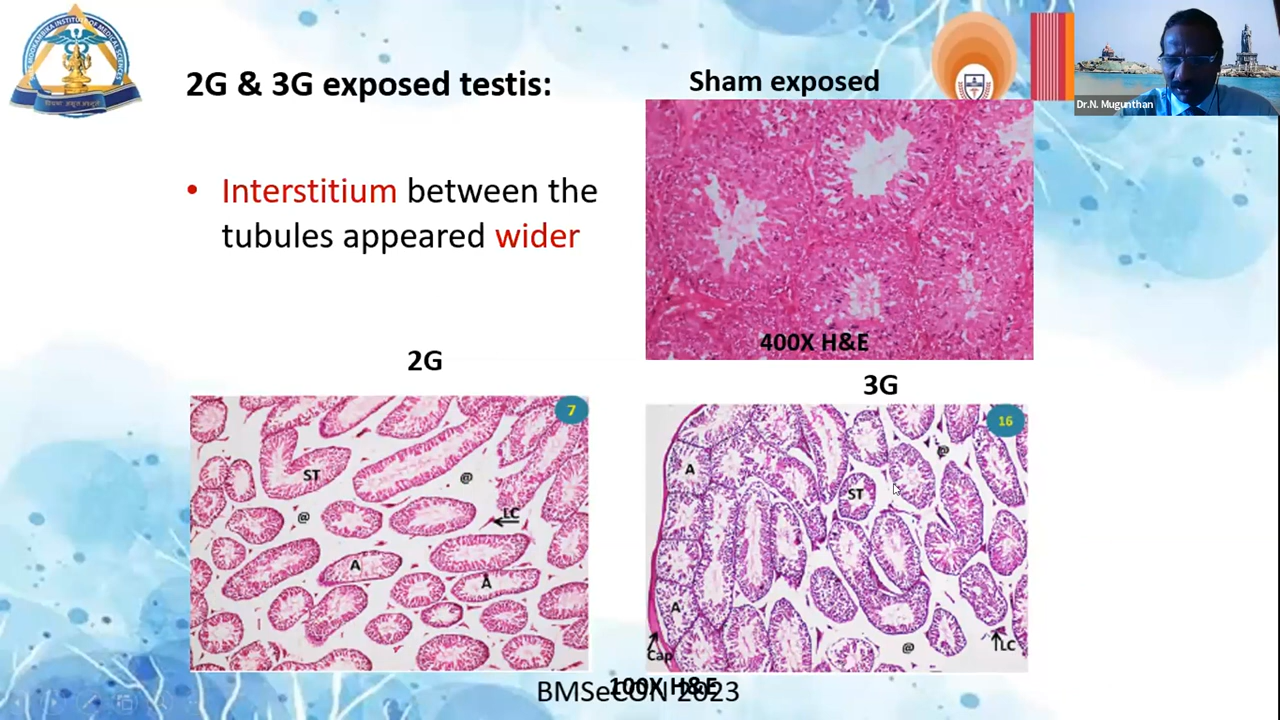 2G & 3G exposed testis:
Sham exposed
Dr.N. Mugunthan
• Interstitium between the
tubules appeared wider
400X H&E
2G
3G
7
ST
@
@
LC
A
A
16
@
A
ST
A
Cap
@
LC
100X H&E
BMSeCON 2023